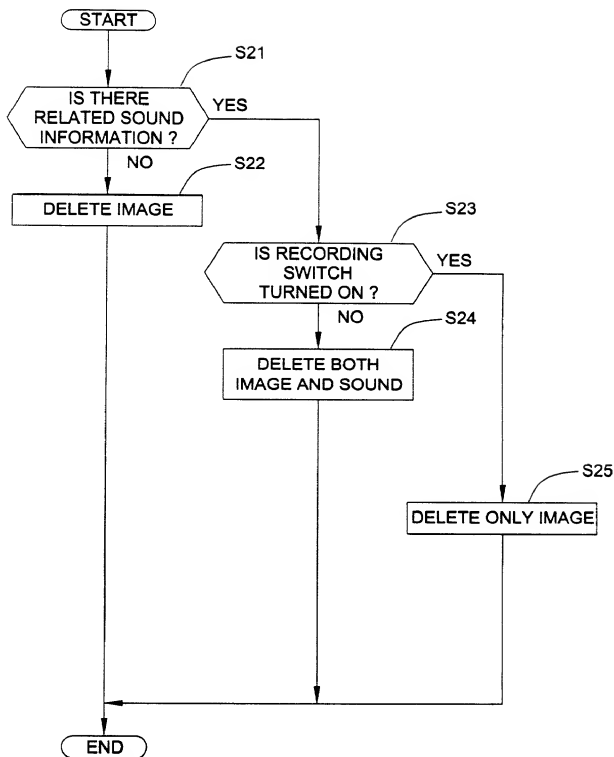 START
S21
IS THERE
RELATED SOUND
INFORMATION ?
YES
NO
S22
DELETE IMAGE
S23
IS RECORDING
SWITCH
TURNED ON ?
YES
NO
S24
DELETE BOTH
IMAGE AND SOUND
S25
DELETE ONLY IMAGE
END